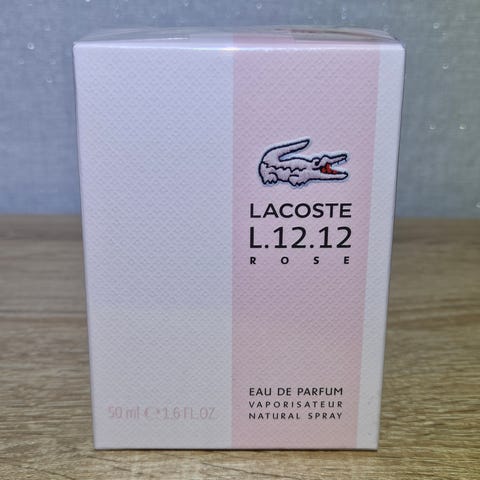 LACOSTE
L.12.12
ROSE
EAU DE PARFUM
VAPORISATEUR
NATURAL SPRAY
50 ml ℮ 1.6 FL.OZ